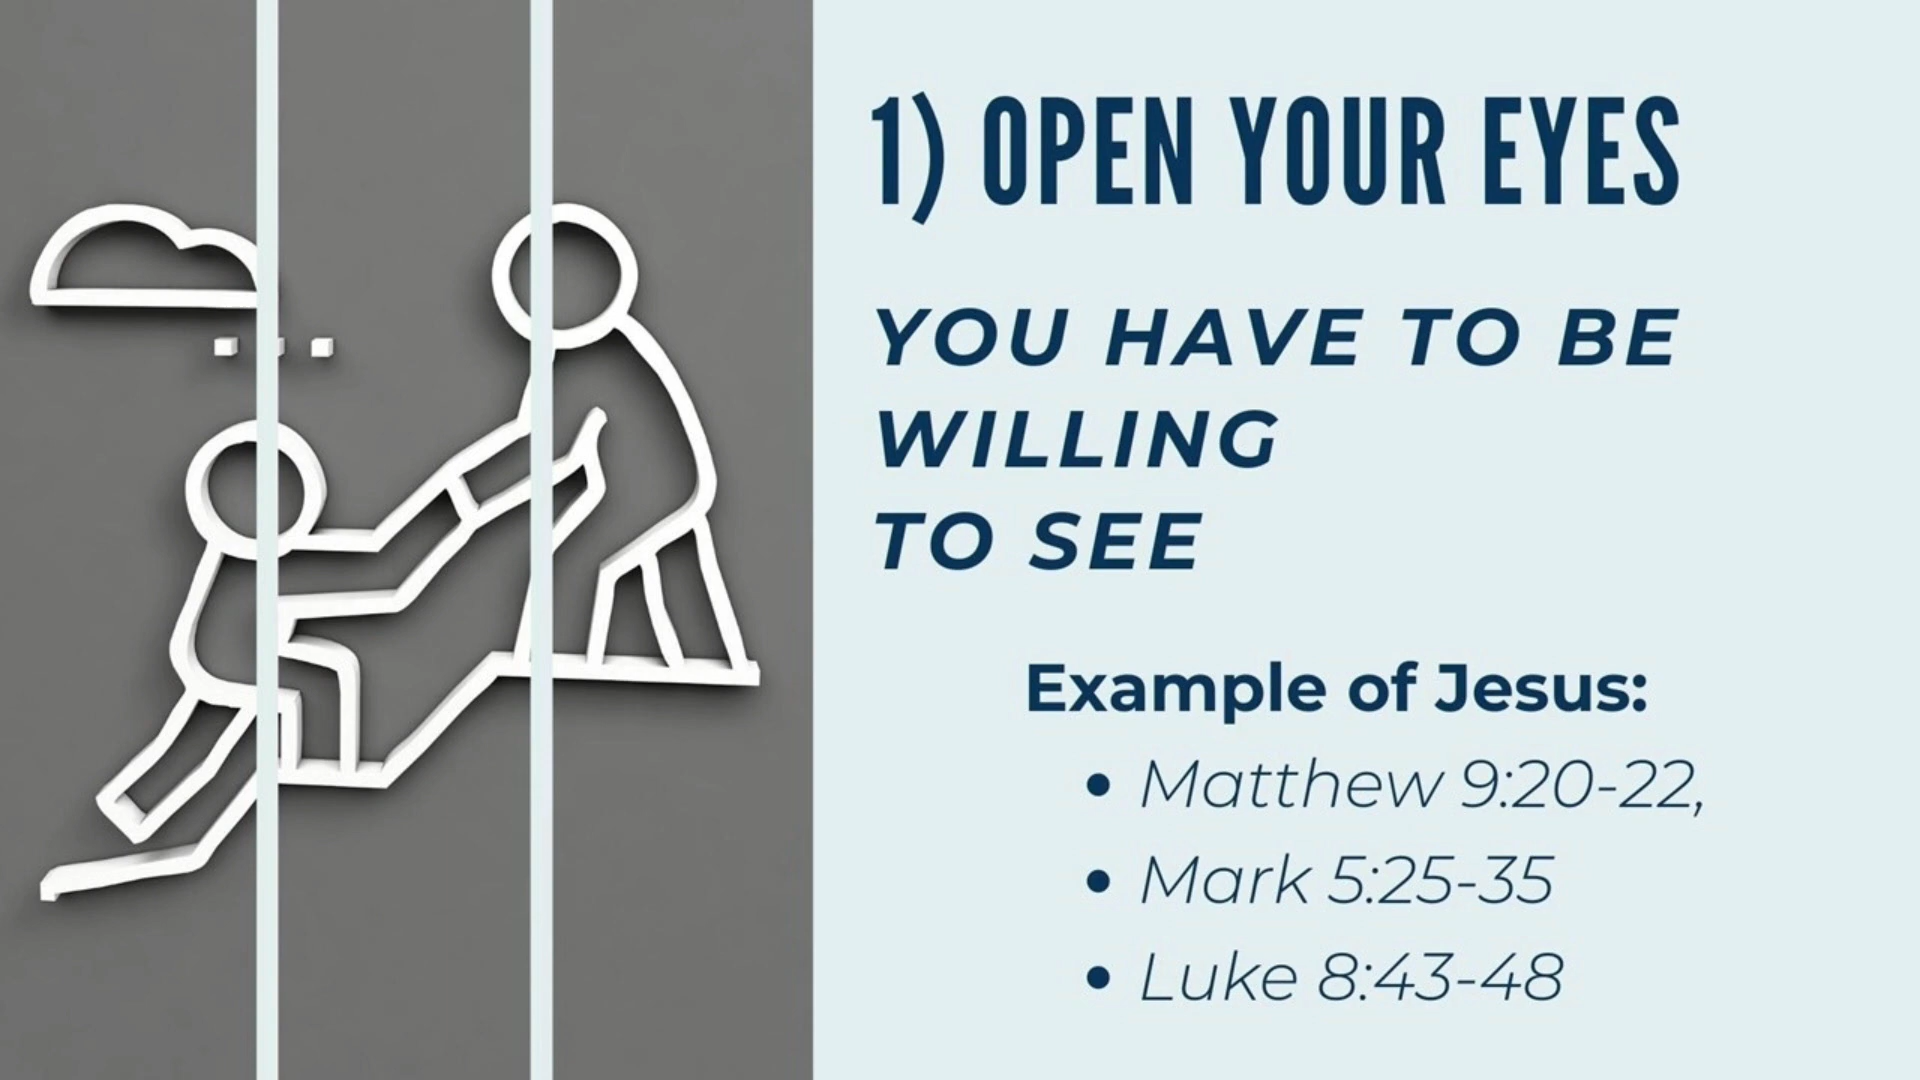 1) OPEN YOUR EYES
YOU HAVE TO BE
WILLING
TO SEE
Example of Jesus:
• Matthew 9:20-22,
• Mark 5:25-35
• Luke 8:43-48